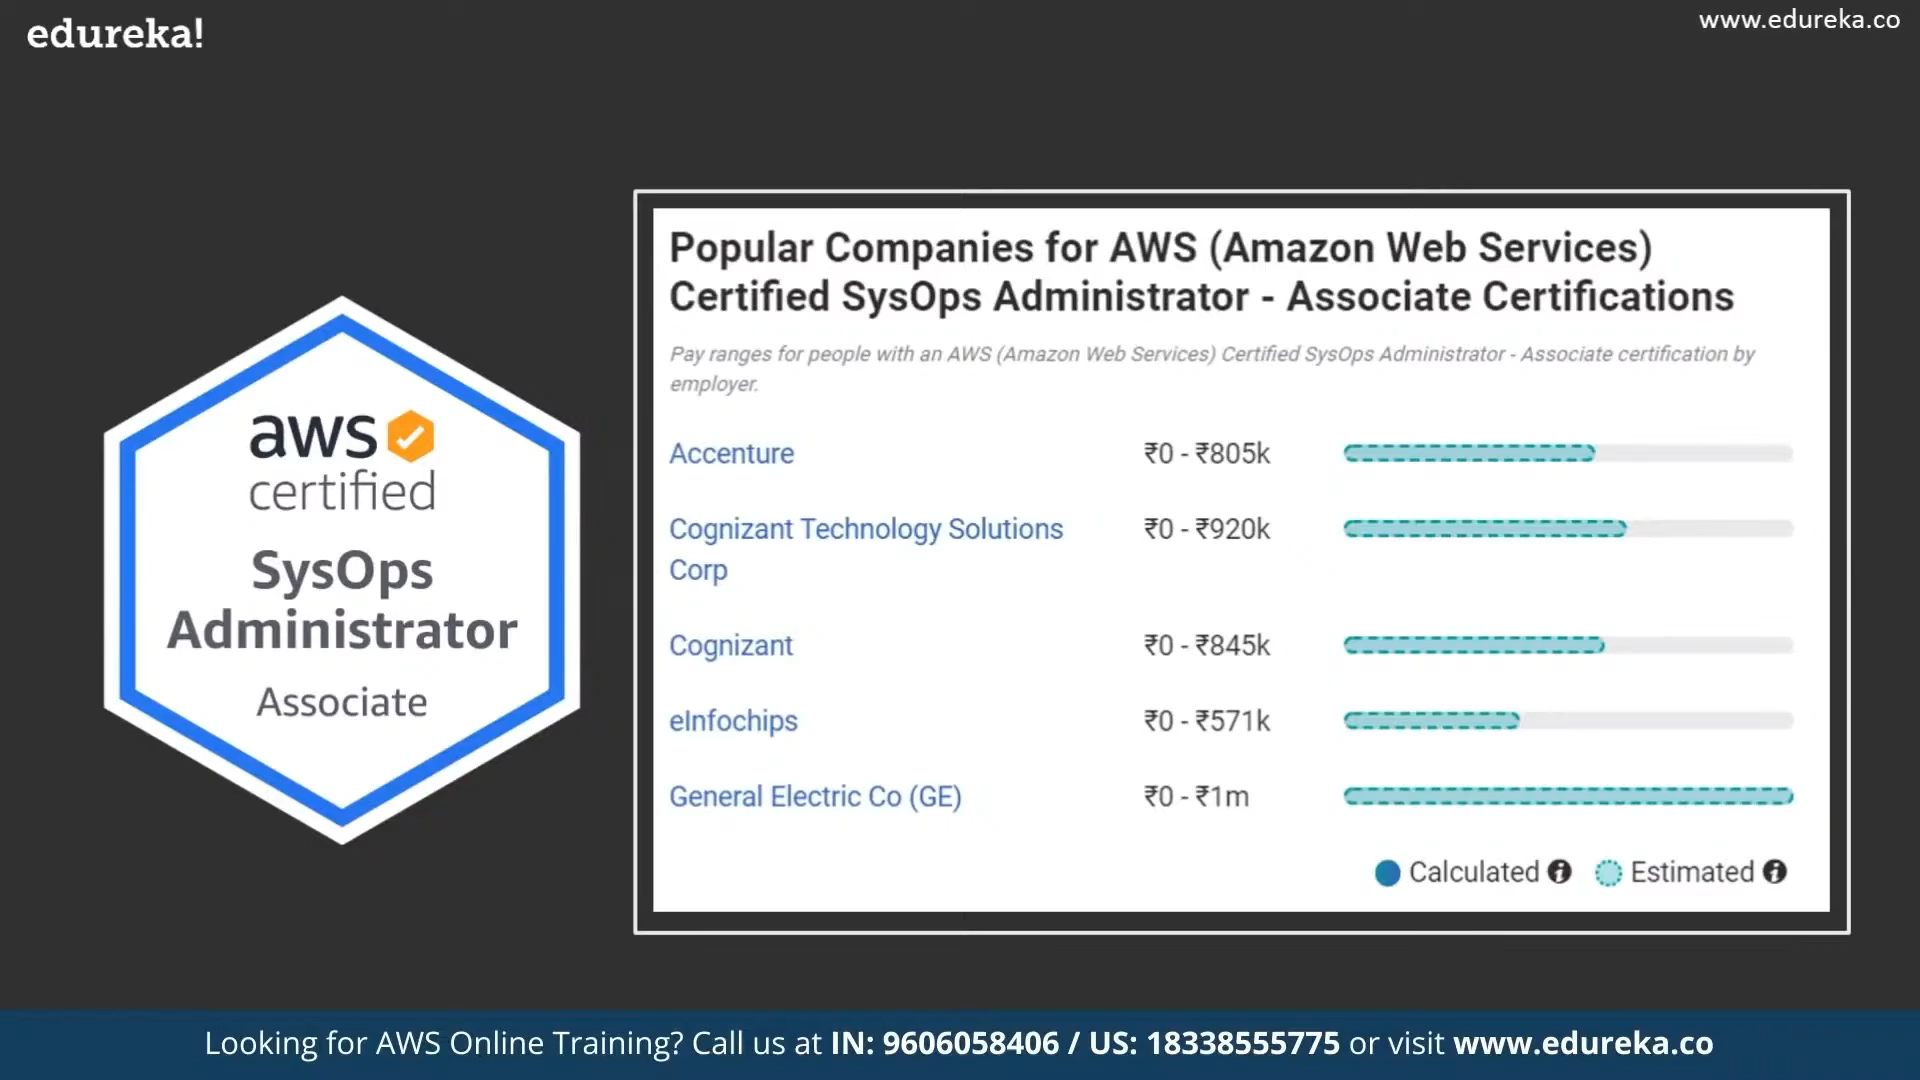 edureka!
www.edureka.co
aws
certified
SysOps
Administrator
Associate
Popular Companies for AWS (Amazon Web Services)
Certified SysOps Administrator - Associate Certifications
Pay ranges for people with an AWS (Amazon Web Services) Certified SysOps Administrator - Associate certification by
employer.
Accenture ₹0 - ₹805k
Cognizant Technology Solutions ₹0 - ₹920k
Corp
Cognizant ₹0 - ₹845k
eInfochips ₹0 - ₹571k
General Electric Co (GE) ₹0 - ₹1m
Calculated i Estimated i
Looking for AWS Online Training? Call us at IN: 9606058406 / US: 18338555775 or visit www.edureka.co